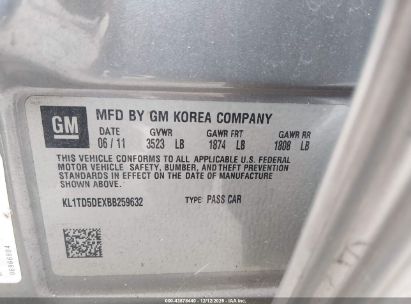 GM
MFD BY GM KOREA COMPANY
DATE GVWR GAWR FRT GAWR RR
06/11 3523 LB 1874 LB 1808 LB
THIS VEHICLE CONFORMS TO ALL APPLICABLE U.S. FEDERAL
MOTOR VEHICLE SAFETY, BUMPER, AND THEFT PREVENTION
STANDARDS IN EFFECT ON THE DATE OF MANUFACTURE
SHOWN ABOVE.
KL1TD5DEXBB259632 TYPE: PASS CAR